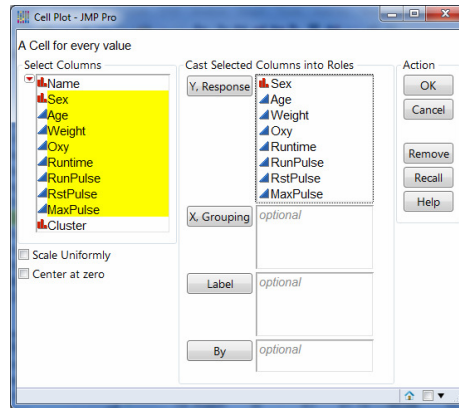 Cell Plot - JMP Pro
A Cell for every value
Select Columns
Name
Sex
Age
Weight
Oxy
Runtime
RunPulse
RstPulse
MaxPulse
Cluster
Scale Uniformly
Center at zero
Cast Selected Columns into Roles
Y, Response
Sex
Age
Weight
Oxy
Runtime
RunPulse
RstPulse
MaxPulse
X, Grouping
optional
Label
optional
By
optional
Action
OK
Cancel
Remove
Recall
Help